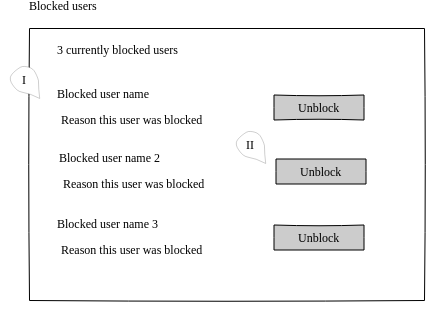 Blocked users
3 currently blocked users
I
Blocked user name
Unblock
Reason this user was blocked
II
Blocked user name 2
Unblock
Reason this user was blocked
Blocked user name 3
Unblock
Reason this user was blocked